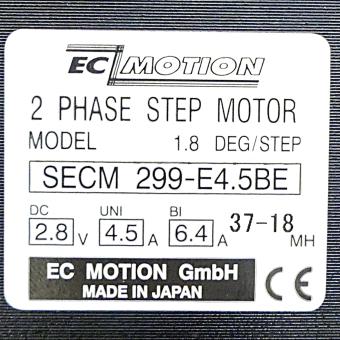 EC MOTION
2 PHASE STEP MOTOR
MODEL 1.8 DEG/STEP
SECM 299-E4.5BE
DC UNI BI
2.8 V 4.5 A 6.4 A 37-18 MH
EC MOTION GmbH
MADE IN JAPAN
CE